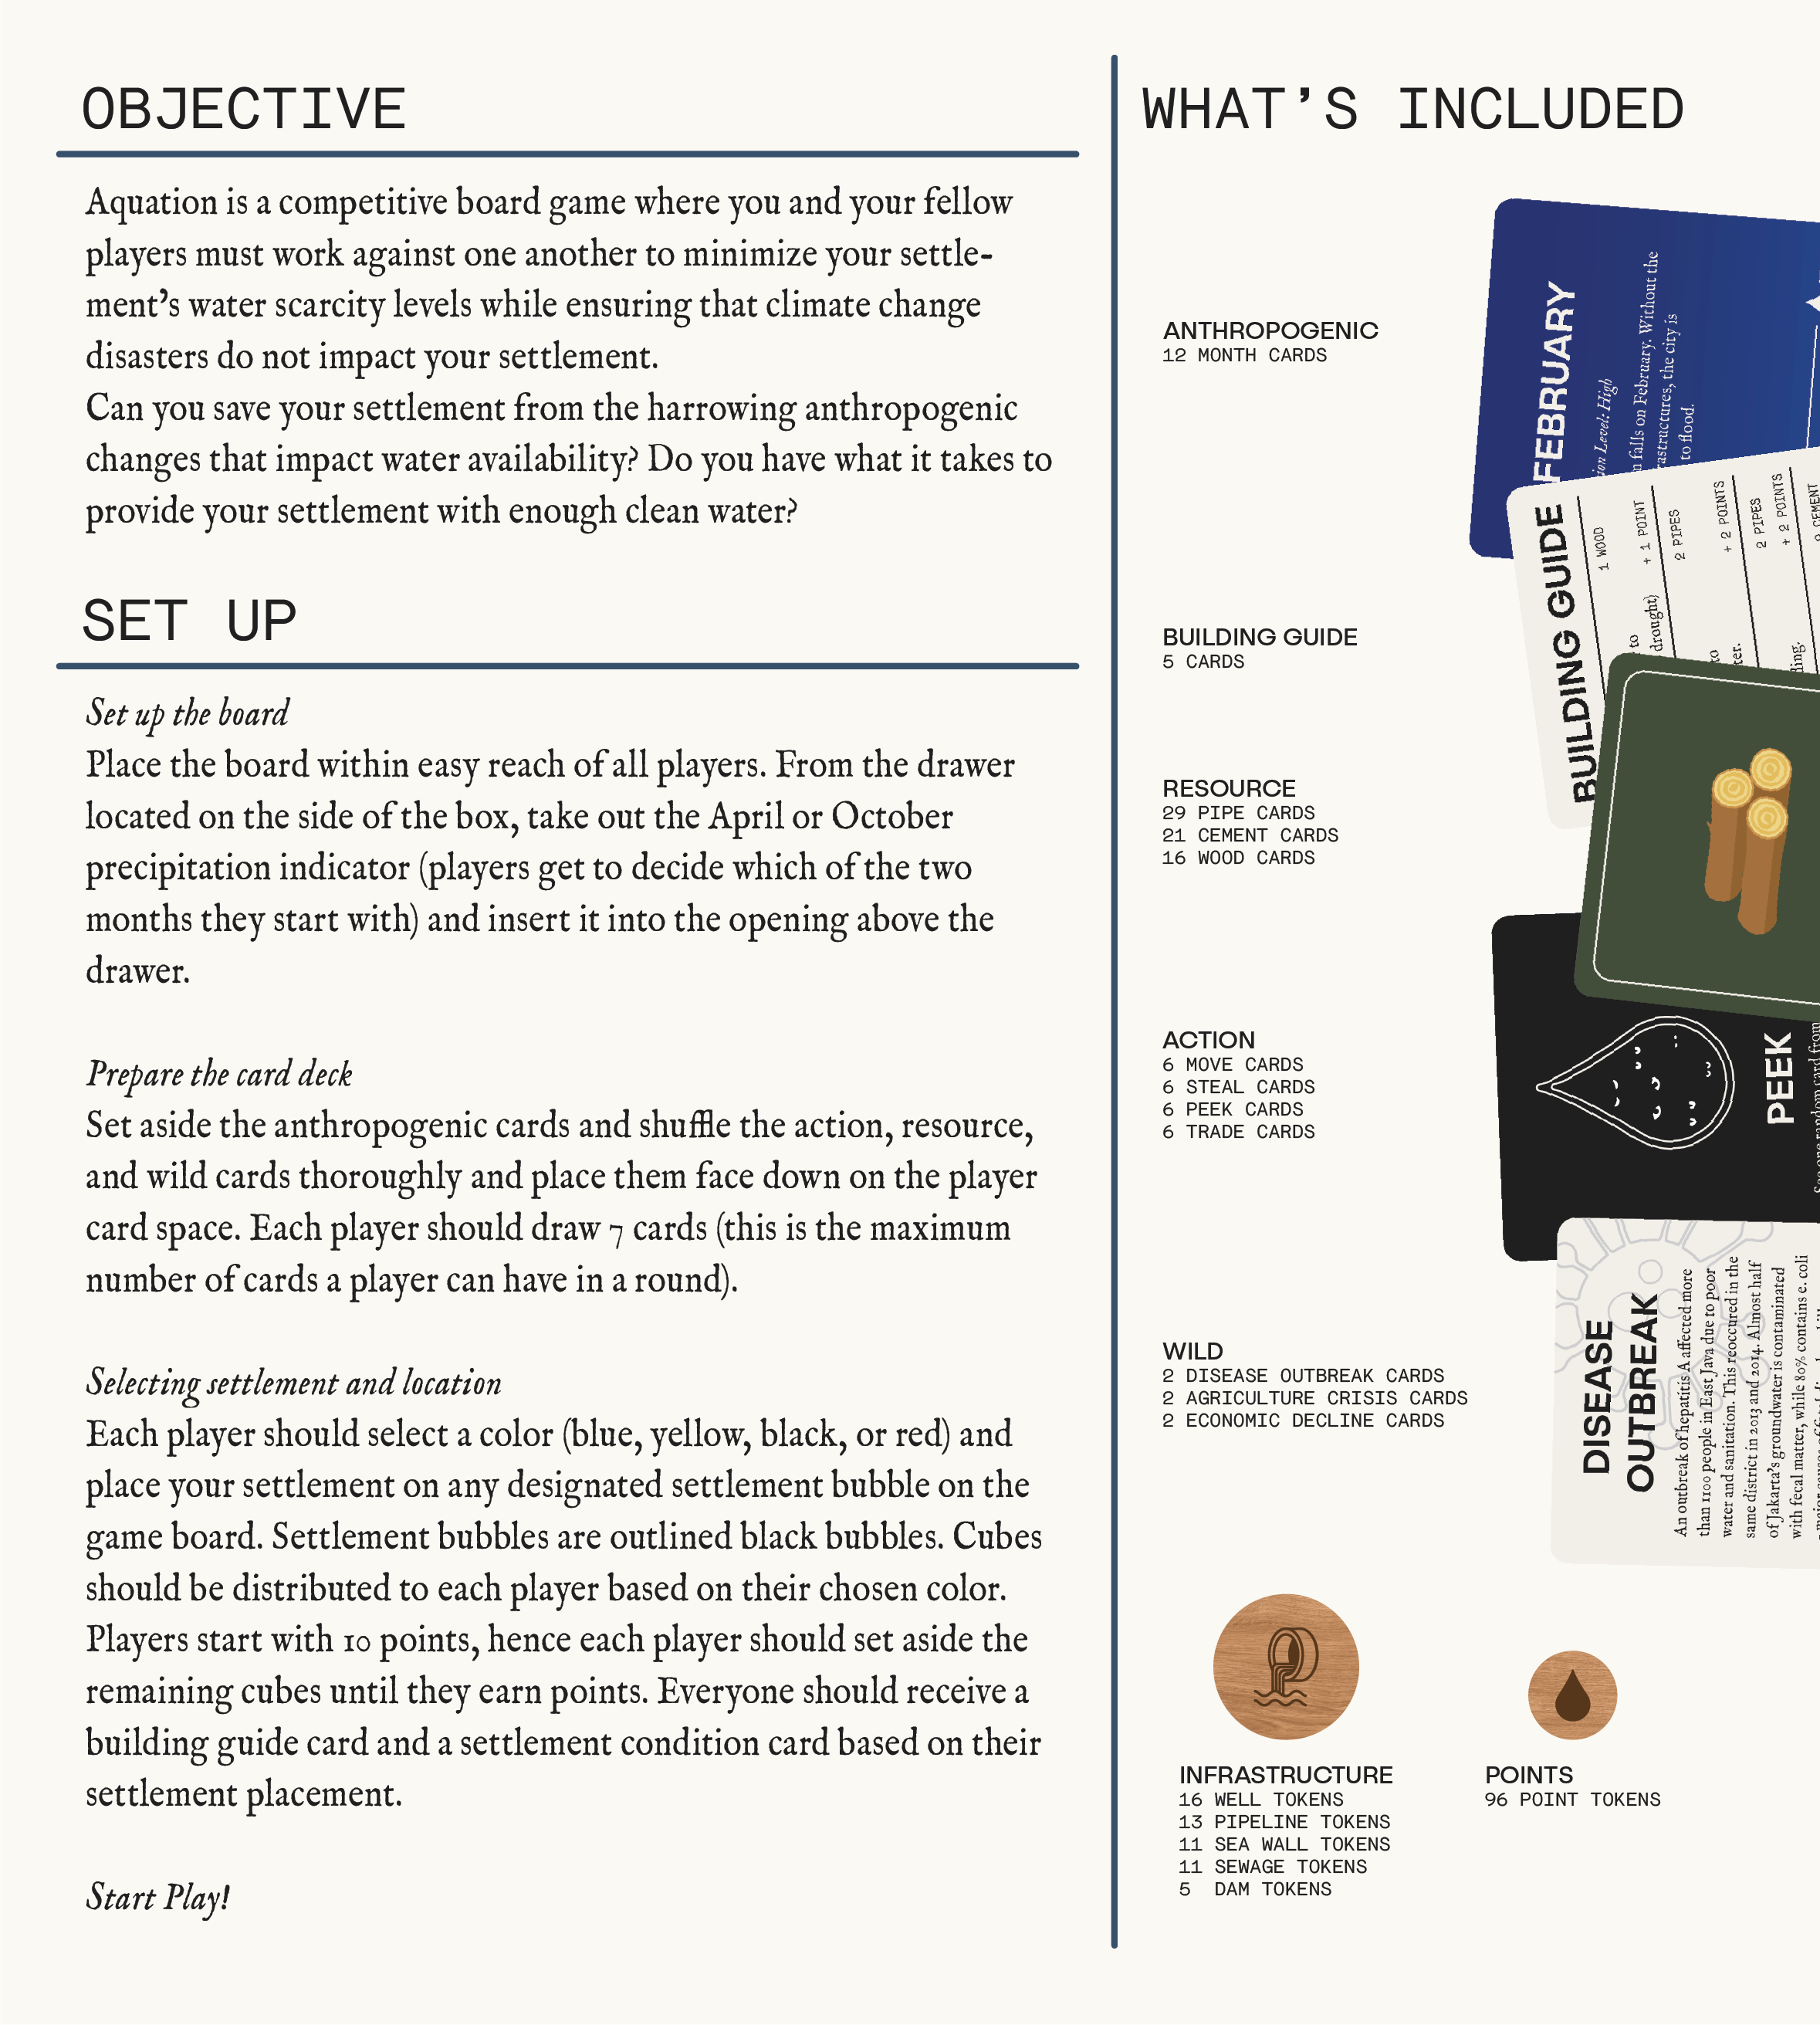 OBJECTIVE
Aquation is a competitive board game where you and your fellow
players must work against one another to minimize your settle-
ment's water scarcity levels while ensuring that climate change
disasters do not impact your settlement.
Can you save your settlement from the harrowing anthropogenic
changes that impact water availability? Do you have what it takes to
provide your settlement with enough clean water?
SET UP
Set up the board
Place the board within easy reach of all players. From the drawer
located on the side of the box, take out the April or October
precipitation indicator (players get to decide which of the two
months they start with) and insert it into the opening above the
drawer.
Prepare the card deck
Set aside the anthropogenic cards and shuffle the action, resource,
and wild cards thoroughly and place them face down on the player
card space. Each player should draw 7 cards (this is the maximum
number of cards a player can have in a round).
Selecting settlement and location
Each player should select a color (blue, yellow, black, or red) and
place your settlement on any designated settlement bubble on the
game board. Settlement bubbles are outlined black bubbles. Cubes
should be distributed to each player based on their chosen color.
Players start with 10 points, hence each player should set aside the
remaining cubes until they earn points. Everyone should receive a
building guide card and a settlement condition card based on their
settlement placement.
Start Play!
WHAT'S INCLUDED
ANTHROPOGENIC
12 MONTH CARDS
BUILDING GUIDE
5 CARDS
RESOURCE
29 PIPE CARDS
21 CEMENT CARDS
16 WOOD CARDS
ACTION
6 MOVE CARDS
6 STEAL CARDS
6 PEEK CARDS
6 TRADE CARDS
WILD
2 DISEASE OUTBREAK CARDS
2 AGRICULTURE CRISIS CARDS
2 ECONOMIC DECLINE CARDS
INFRASTRUCTURE
16 WELL TOKENS
13 PIPELINE TOKENS
11 SEA WALL TOKENS
11 SEWAGE TOKENS
5 DAM TOKENS
POINTS
96 POINT TOKENS
FEBRUARY
Level: High
falls on February. Without the
the city is
to flood.
BUILDING GUIDE
1 WOOD
to
drought) + 1 POINT
2 PIPES
to
+ 2 POINTS
2 PIPES
+ 2 POINTS
CEMENT
PEEK
See one random card from
DISEASE
OUTBREAK
An outbreak of hepatitis A affected more
than 1100 people in East Java due to poor
water and sanitation. This reoccured in the
same district in 2013 and 2014. Almost half
of Jakarta's groundwater is contaminated
with fecal matter, while 80% contains e. coli